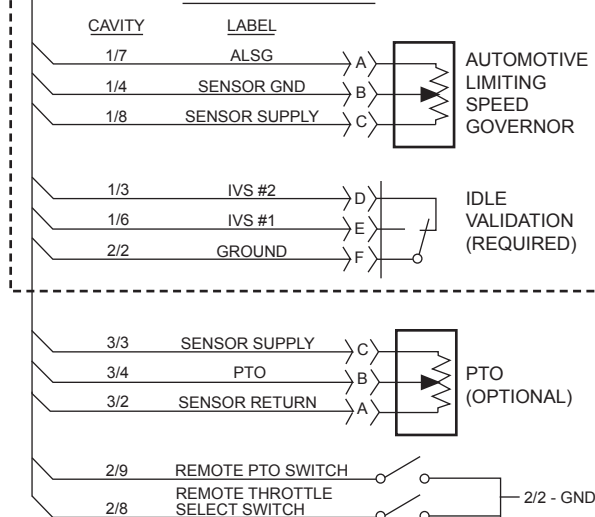 CAVITY LABEL
1/7 ALSG A
1/4 SENSOR GND B
1/8 SENSOR SUPPLY C
AUTOMOTIVE
LIMITING
SPEED
GOVERNOR
1/3 IVS #2 D
1/6 IVS #1 E
2/2 GROUND F
IDLE
VALIDATION
(REQUIRED)
3/3 SENSOR SUPPLY C
3/4 PTO B
3/2 SENSOR RETURN A
PTO
(OPTIONAL)
2/9 REMOTE PTO SWITCH
REMOTE THROTTLE
2/8 SELECT SWITCH
2/2 - GND